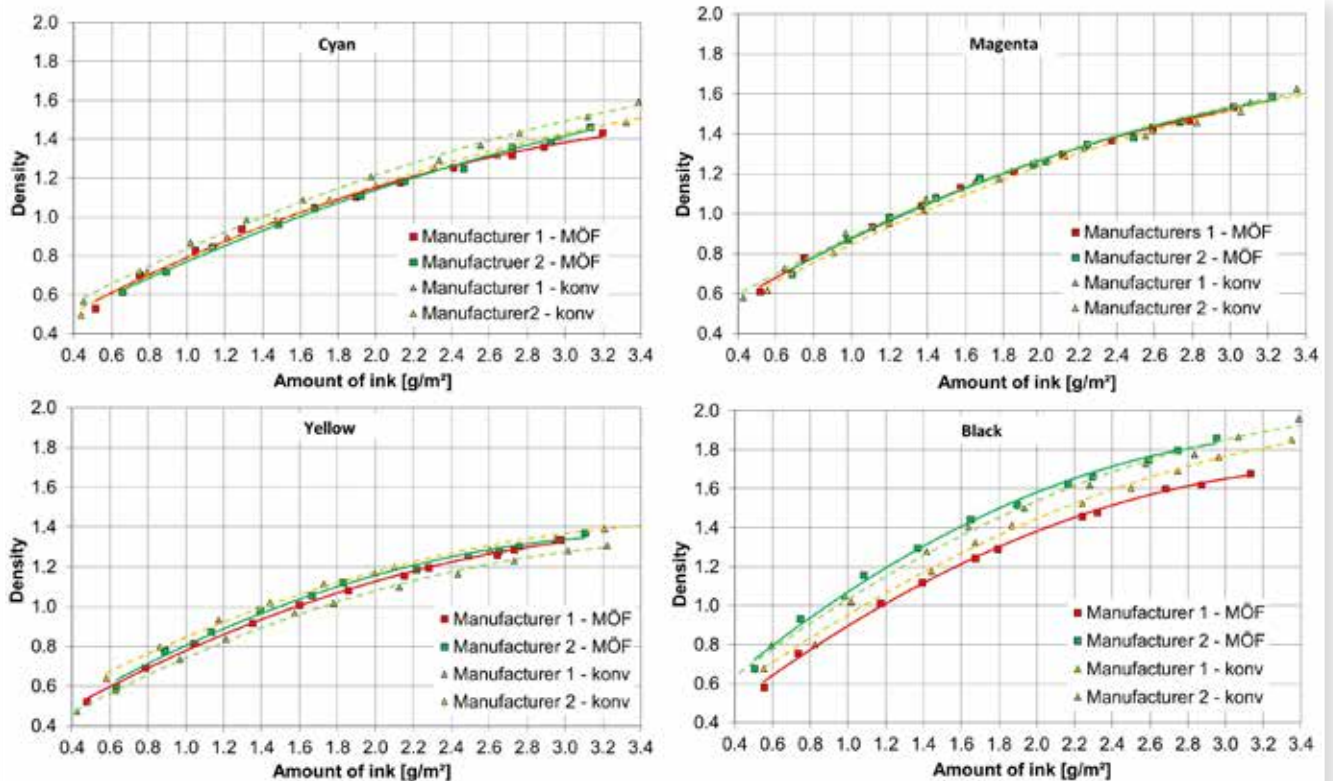 Cyan
Density
2.0
1.8
1.6
1.4
1.2
1.0
0.8
0.6
0.4
Manufacturer 1 - MÖF
Manufactruer 2 - MÖF
Manufacturer 1 - konv
Manufacturer2 - konv
0.4 0.6 0.8 1.0 1.2 1.4 1.6 1.8 2.0 2.2 2.4 2.6 2.8 3.0 3.2 3.4
Amount of ink [g/m²]
Magenta
Density
2.0
1.8
1.6
1.4
1.2
1.0
0.8
0.6
0.4
Manufacturers 1 - MÖF
Manufacturer 2 - MÖF
Manufacturer 1 - konv
Manufacturer 2 - konv
0.4 0.6 0.8 1.0 1.2 1.4 1.6 1.8 2.0 2.2 2.4 2.6 2.8 3.0 3.2 3.4
Amount of ink [g/m²]
Yellow
Density
2.0
1.8
1.6
1.4
1.2
1.0
0.8
0.6
0.4
Manufacturer 1 - MÖF
Manufacturer 2 - MÖF
Manufacturer 1 - konv
Manufacturer 2 - konv
0.4 0.6 0.8 1.0 1.2 1.4 1.6 1.8 2.0 2.2 2.4 2.6 2.8 3.0 3.2 3.4
Amount of ink [g/m²]
Black
Density
2.0
1.8
1.6
1.4
1.2
1.0
0.8
0.6
0.4
Manufacturer 1 - MÖF
Manufacturer 2 - MÖF
Manufacturer 1 - konv
Manufacturer 2 - konv
0.4 0.6 0.8 1.0 1.2 1.4 1.6 1.8 2.0 2.2 2.4 2.6 2.8 3.0 3.2 3.4
Amount of ink [g/m²]